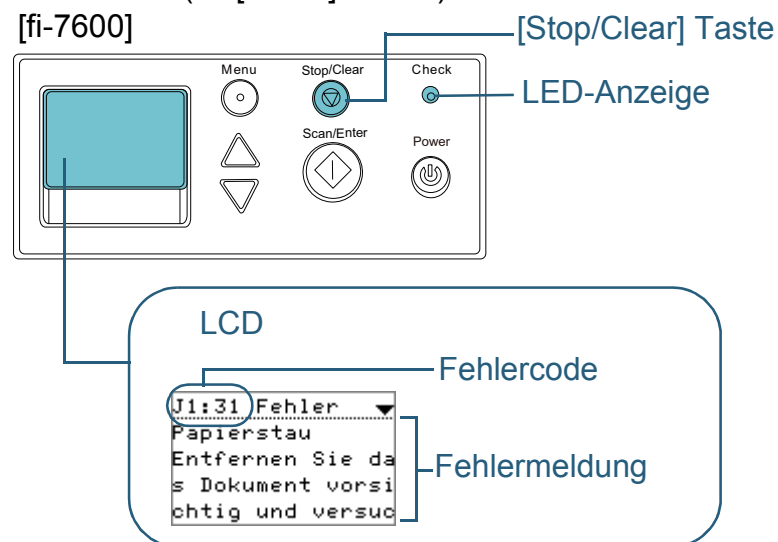 [fi-7600]
[Stop/Clear] Taste
Menu
Stop/Clear
Check
LED-Anzeige
Scan/Enter
Power
LCD
Fehlercode
J1:31 Fehler
Papierstau
Entfernen Sie da
s Dokument vorsi
chtig und versuc
Fehlermeldung